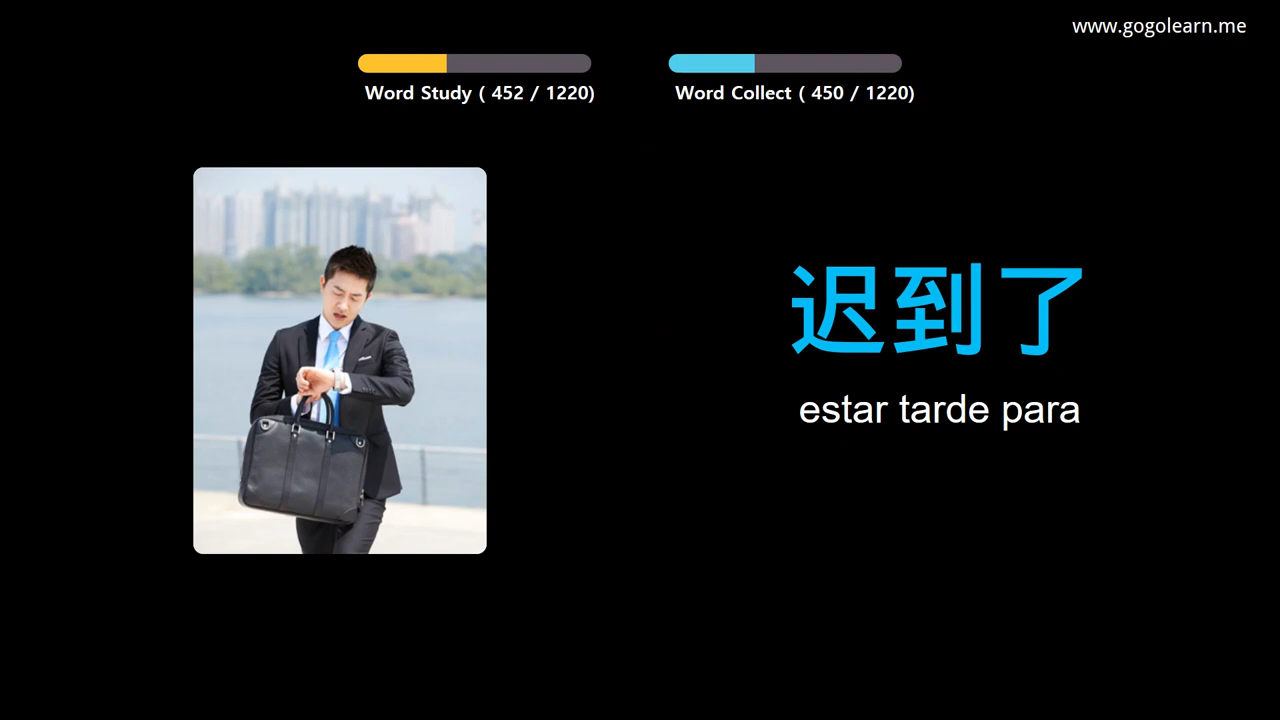 www.gogolearn.me
Word Study ( 452 / 1220)
Word Collect ( 450 / 1220)
迟到了
estar tarde para